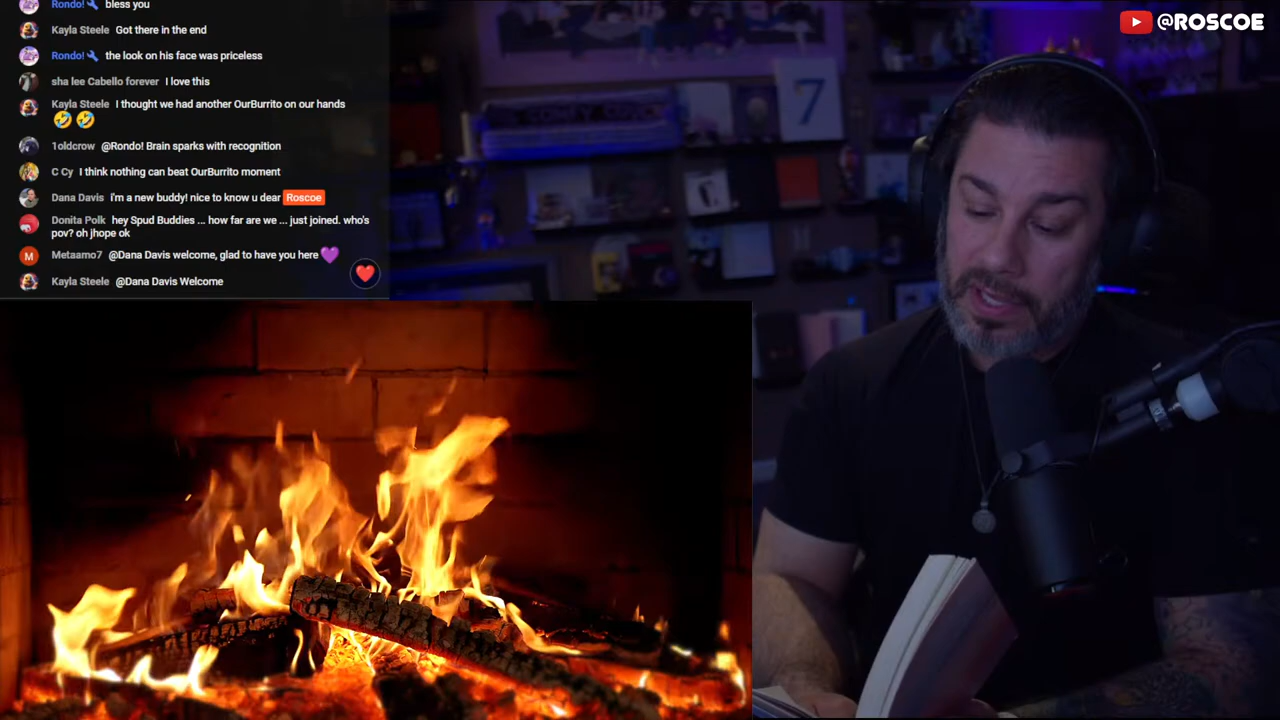 @ROSCOE
Rondo! bless you
Kayla Steele Got there in the end
Rondo! the look on his face was priceless
sha lee Cabello forever I love this
Kayla Steele I thought we had another OurBurrito on our hands
🤣 🤣
1oldcrow @Rondo! Brain sparks with recognition
C Cy I think nothing can beat OurBurrito moment
Dana Davis i'm a new buddy! nice to know u dear Roscoe
Donita Polk hey Spud Buddies ... how far are we ... just joined. who's
pov? oh jhope ok
M Metaamo7 @Dana Davis welcome, glad to have you here 💜
Kayla Steele @Dana Davis Welcome
7